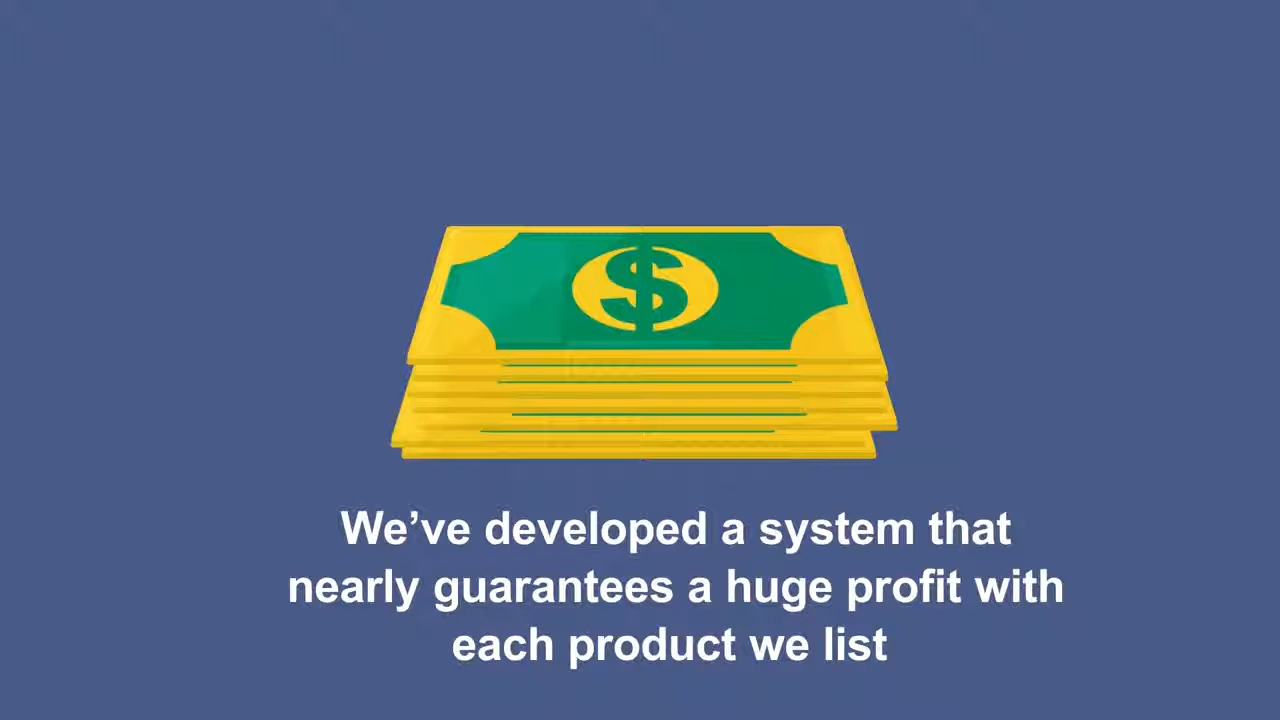 $
We’ve developed a system that
nearly guarantees a huge profit with
each product we list